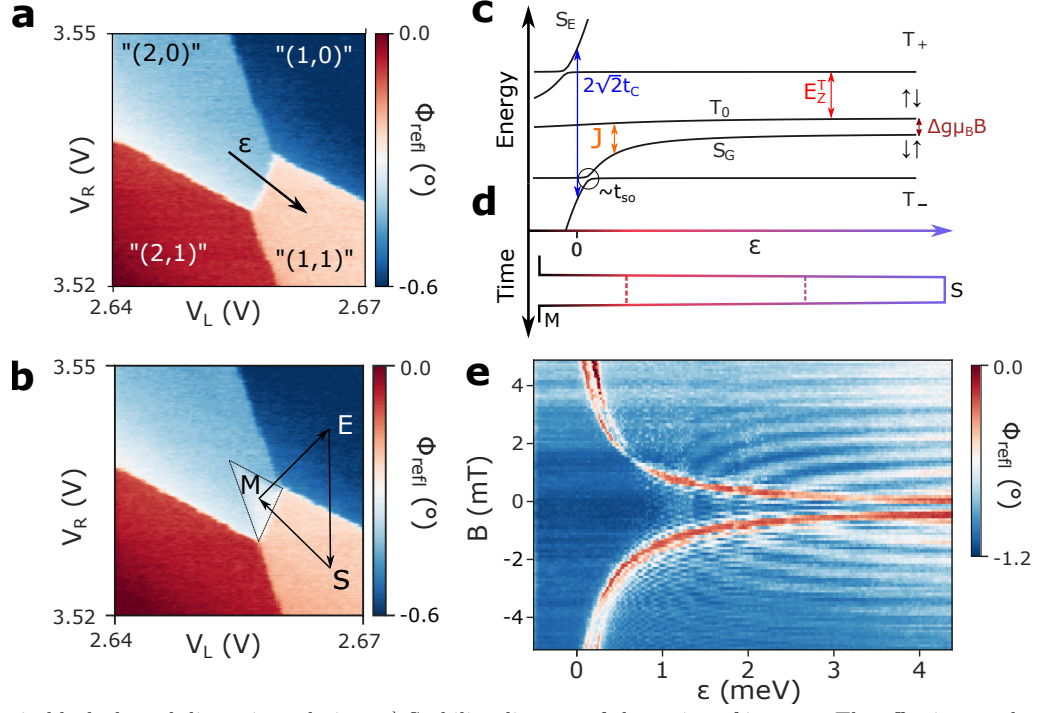 a
3.55
"(2,0)"
"(1,0)"
ε
"(2,1)"
"(1,1)"
3.52
2.64
2.67
V_L (V)
V_R (V)
0.0
-0.6
Φ_refl (°)
b
3.55
E
M
S
3.52
2.64
2.67
V_L (V)
V_R (V)
0.0
-0.6
Φ_refl (°)
c
Energy
S_E
T_+
2√2t_C
E_Z^T
↑↓
T_0
J
Δgμ_BB
S_G
↓↑
~t_so
T_−
d
0
ε
Time
M
S
e
4
2
0
-2
-4
B (mT)
0
1
2
3
4
ε (meV)
0.0
-1.2
Φ_refl (°)